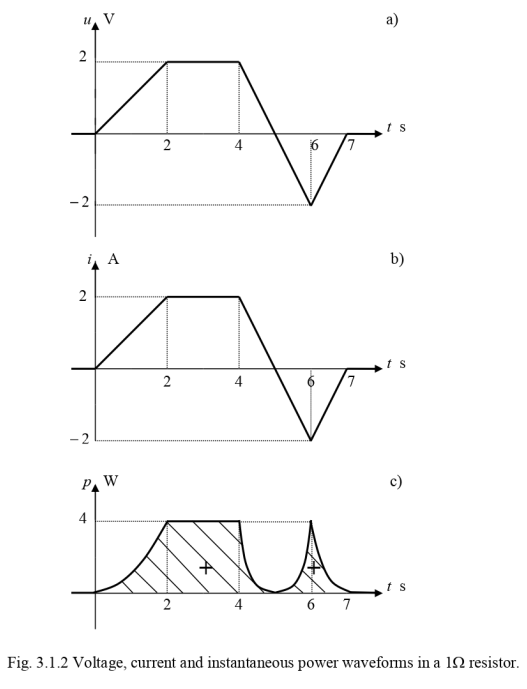 u V a)
2
t s
2 4 6 7
−2
i A b)
2
t s
2 4 6 7
−2
p W c)
4
+ +
t s
2 4 6 7
Fig. 3.1.2 Voltage, current and instantaneous power waveforms in a 1Ω resistor.